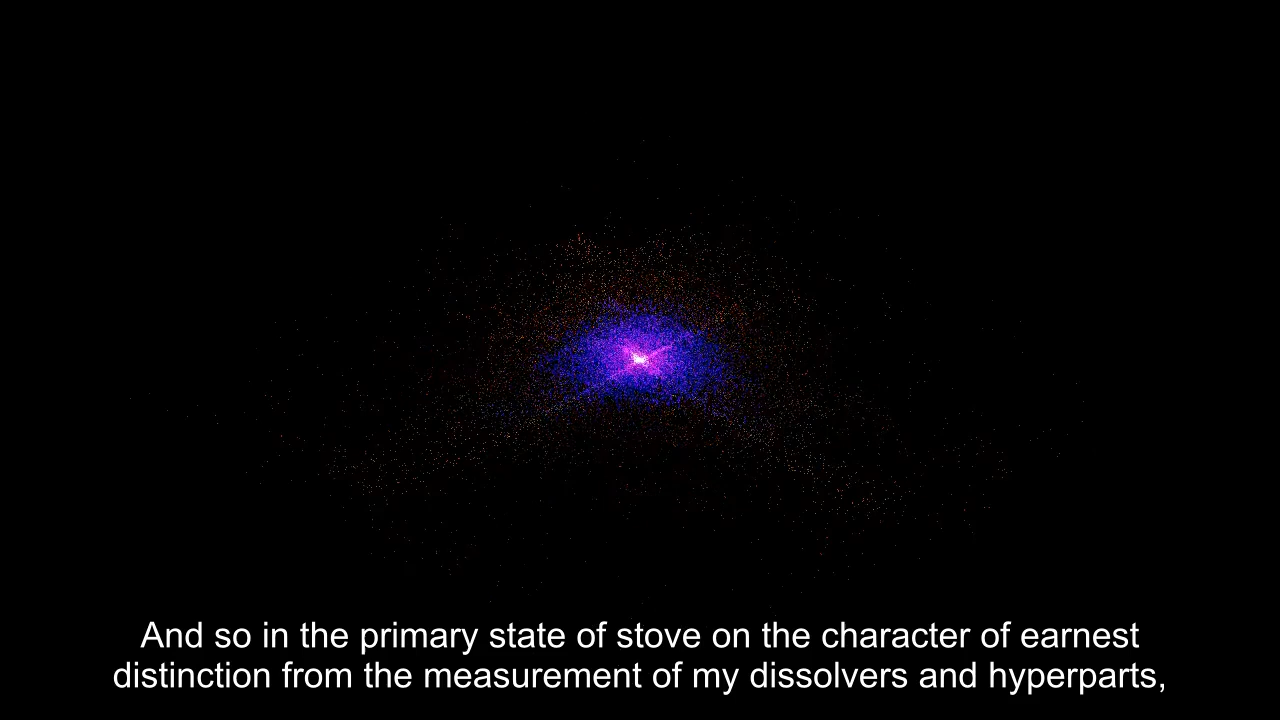 And so in the primary state of stove on the character of earnest
distinction from the measurement of my dissolvers and hyperparts,